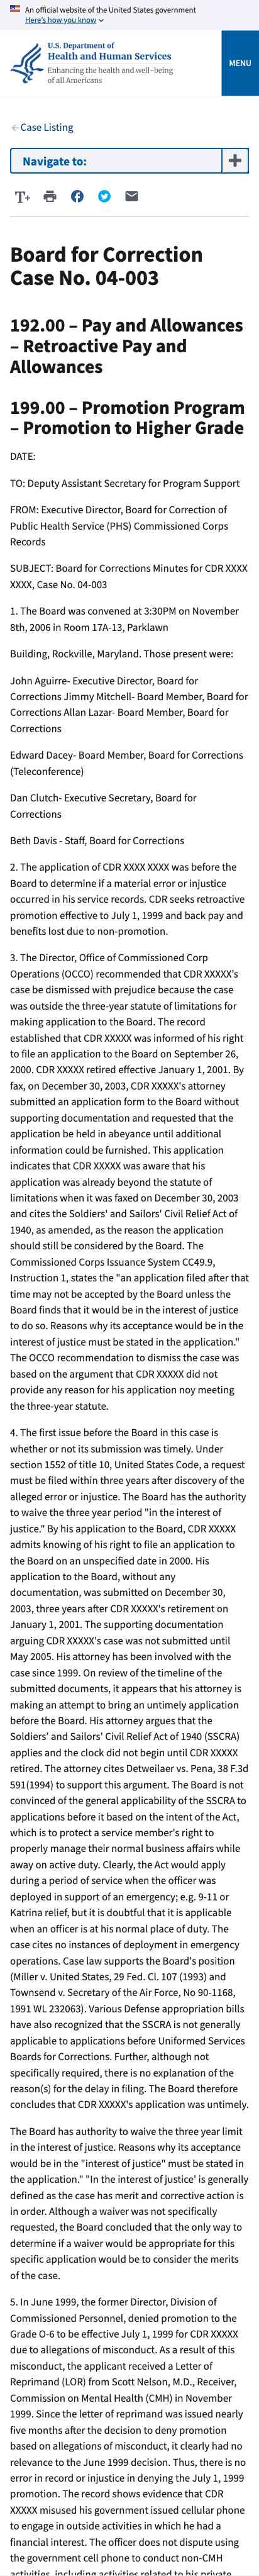 An official website of the United States government
Here's how you know
U.S. Department of
Health and Human Services
Enhancing the health and well-being
of all Americans
MENU
Case Listing
Navigate to:
T+
Board for Correction
Case No. 04-003
192.00 – Pay and Allowances
– Retroactive Pay and
Allowances
199.00 – Promotion Program
– Promotion to Higher Grade
DATE:
TO: Deputy Assistant Secretary for Program Support
FROM: Executive Director, Board for Correction of
Public Health Service (PHS) Commissioned Corps
Records
SUBJECT: Board for Corrections Minutes for CDR XXXX
XXXX, Case No. 04-003
1. The Board was convened at 3:30PM on November
8th, 2006 in Room 17A-13, Parklawn
Building, Rockville, Maryland. Those present were:
John Aguirre- Executive Director, Board for
Corrections Jimmy Mitchell- Board Member, Board for
Corrections Allan Lazar- Board Member, Board for
Corrections
Edward Dacey- Board Member, Board for Corrections
(Teleconference)
Dan Clutch- Executive Secretary, Board for
Corrections
Beth Davis - Staff, Board for Corrections
2. The application of CDR XXXX XXXX was before the
Board to determine if a material error or injustice
occurred in his service records. CDR seeks retroactive
promotion effective to July 1, 1999 and back pay and
benefits lost due to non-promotion.
3. The Director, Office of Commissioned Corp
Operations (OCCO) recommended that CDR XXXXX's
case be dismissed with prejudice because the case
was outside the three-year statute of limitations for
making application to the Board. The record
established that CDR XXXXX was informed of his right
to file an application to the Board on September 26,
2000. CDR XXXXX retired effective January 1, 2001. By
fax, on December 30, 2003, CDR XXXXX's attorney
submitted an application form to the Board without
supporting documentation and requested that the
application be held in abeyance until additional
information could be furnished. This application
indicates that CDR XXXXX was aware that his
application was already beyond the statute of
limitations when it was faxed on December 30, 2003
and cites the Soldiers' and Sailors' Civil Relief Act of
1940, as amended, as the reason the application
should still be considered by the Board. The
Commissioned Corps Issuance System CC49.9,
Instruction 1, states the "an application filed after that
time may not be accepted by the Board unless the
Board finds that it would be in the interest of justice
to do so. Reasons why its acceptance would be in the
interest of justice must be stated in the application."
The OCCO recommendation to dismiss the case was
based on the argument that CDR XXXXX did not
provide any reason for his application noy meeting
the three-year statute.
4. The first issue before the Board in this case is
whether or not its submission was timely. Under
section 1552 of title 10, United States Code, a request
must be filed within three years after discovery of the
alleged error or injustice. The Board has the authority
to waive the three year period "in the interest of
justice." By his application to the Board, CDR XXXXX
admits knowing of his right to file an application to
the Board on an unspecified date in 2000. His
application to the Board, without any
documentation, was submitted on December 30,
2003, three years after CDR XXXXX's retirement on
January 1, 2001. The supporting documentation
arguing CDR XXXXX's case was not submitted until
May 2005. His attorney has been involved with the
case since 1999. On review of the timeline of the
submitted documents, it appears that his attorney is
making an attempt to bring an untimely application
before the Board. His attorney argues that the
Soldiers' and Sailors' Civil Relief Act of 1940 (SSCRA)
applies and the clock did not begin until CDR XXXXX
retired. The attorney cites Detweilaer vs. Pena, 38 F.3d
591(1994) to support this argument. The Board is not
convinced of the general applicability of the SSCRA to
applications before it based on the intent of the Act,
which is to protect a service member's right to
properly manage their normal business affairs while
away on active duty. Clearly, the Act would apply
during a period of service when the officer was
deployed in support of an emergency; e.g. 9-11 or
Katrina relief, but it is doubtful that it is applicable
when an officer is at his normal place of duty. The
case cites no instances of deployment in emergency
operations. Case law supports the Board's position
(Miller v. United States, 29 Fed. Cl. 107 (1993) and
Townsend v. Secretary of the Air Force, No 90-1168,
1991 WL 232063). Various Defense appropriation bills
have also recognized that the SSCRA is not generally
applicable to applications before Uniformed Services
Boards for Corrections. Further, although not
specifically required, there is no explanation of the
reason(s) for the delay in filing. The Board therefore
concludes that CDR XXXXX's application was untimely.
The Board has authority to waive the three year limit
in the interest of justice. Reasons why its acceptance
would be in the "interest of justice" must be stated in
the application." "In the interest of justice' is generally
defined as the case has merit and corrective action is
in order. Although a waiver was not specifically
requested, the Board concluded that the only way to
determine if a waiver would be appropriate for this
specific application would be to consider the merits
of the case.
5. In June 1999, the former Director, Division of
Commissioned Personnel, denied promotion to the
Grade O-6 to be effective July 1, 1999 for CDR XXXXX
due to allegations of misconduct. As a result of this
misconduct, the applicant received a Letter of
Reprimand (LOR) from Scott Nelson, M.D., Receiver,
Commission on Mental Health (CMH) in November
1999. Since the letter of reprimand was issued nearly
five months after the decision to deny promotion
based on allegations of misconduct, it clearly had no
relevance to the June 1999 decision. Thus, there is no
error in record or injustice in denying the July 1, 1999
promotion. The record shows evidence that CDR
XXXXX misused his government issued cellular phone
to engage in outside activities in which he had a
financial interest. The officer does not dispute using
the government cell phone to conduct non-CMH
activities, including activities related to his private